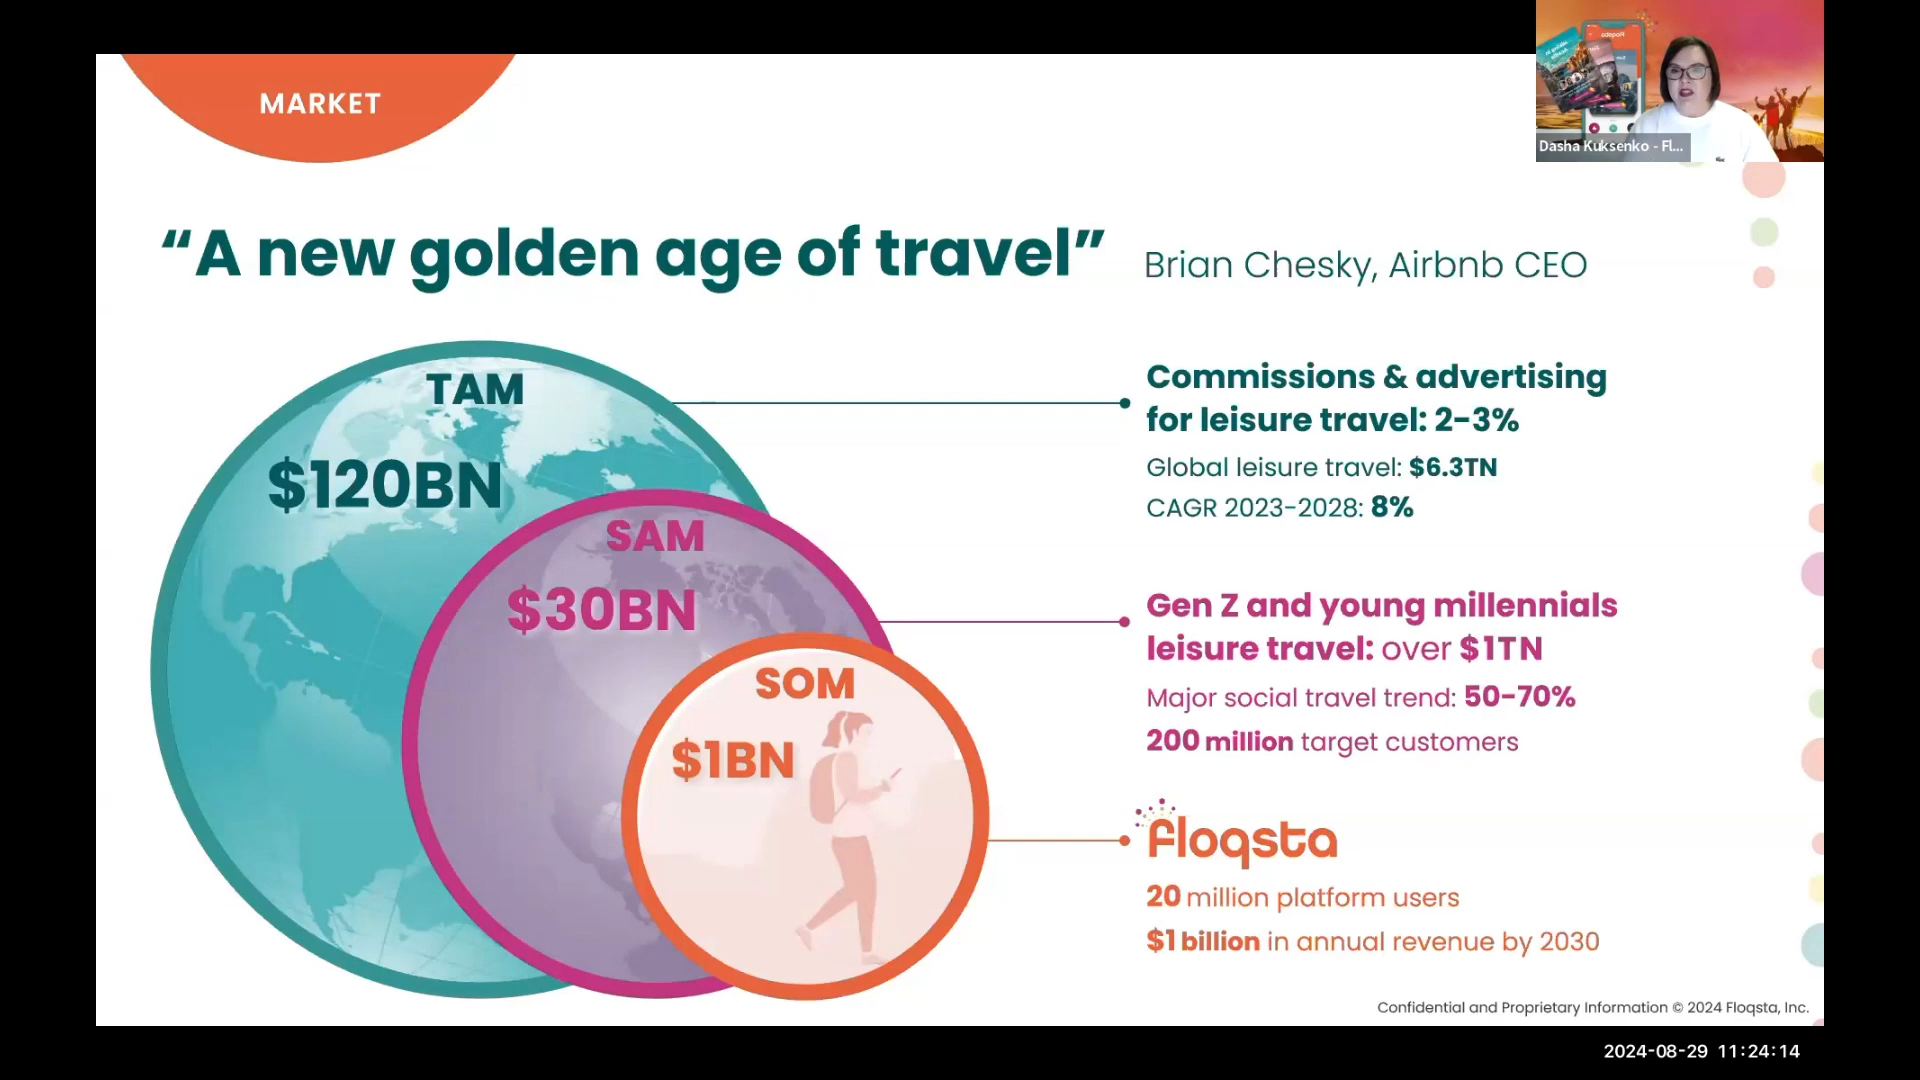 MARKET
Dasha Kuksenko - Fl...
“A new golden age of travel” Brian Chesky, Airbnb CEO
TAM
$120BN
Commissions & advertising
for leisure travel: 2-3%
Global leisure travel: $6.3TN
CAGR 2023-2028: 8%
SAM
$30BN
Gen Z and young millennials
leisure travel: over $1TN
Major social travel trend: 50-70%
200 million target customers
SOM
$1BN
floqsta
20 million platform users
$1 billion in annual revenue by 2030
Confidential and Proprietary Information © 2024 Floqsta, Inc.
2024-08-29 11:24:14